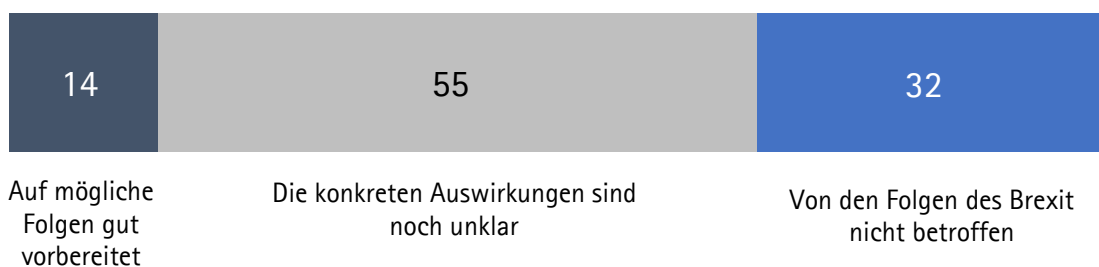 14
55
32
Auf mögliche
Folgen gut
vorbereitet
Die konkreten Auswirkungen sind
noch unklar
Von den Folgen des Brexit
nicht betroffen